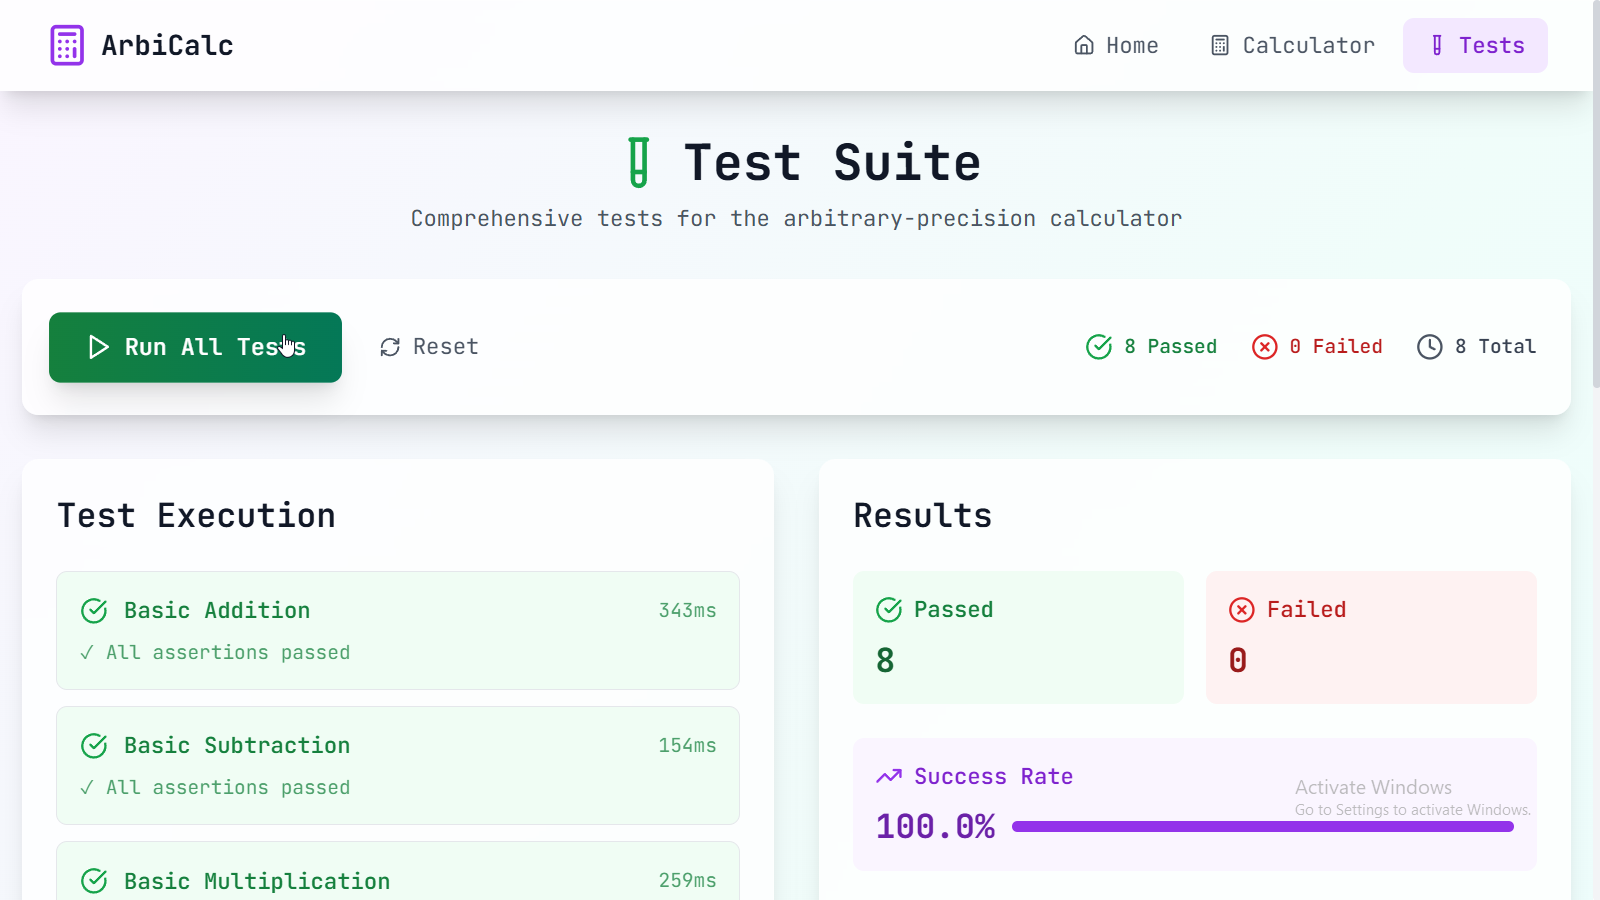 ArbiCalc
Home
Calculator
Tests
Test Suite
Comprehensive tests for the arbitrary-precision calculator
Run All Tests
Reset
8 Passed
0 Failed
8 Total
Test Execution
Basic Addition
343ms
✓ All assertions passed
Basic Subtraction
154ms
✓ All assertions passed
Basic Multiplication
259ms
Results
Passed
8
Failed
0
Success Rate
100.0%
Activate Windows
Go to Settings to activate Windows.